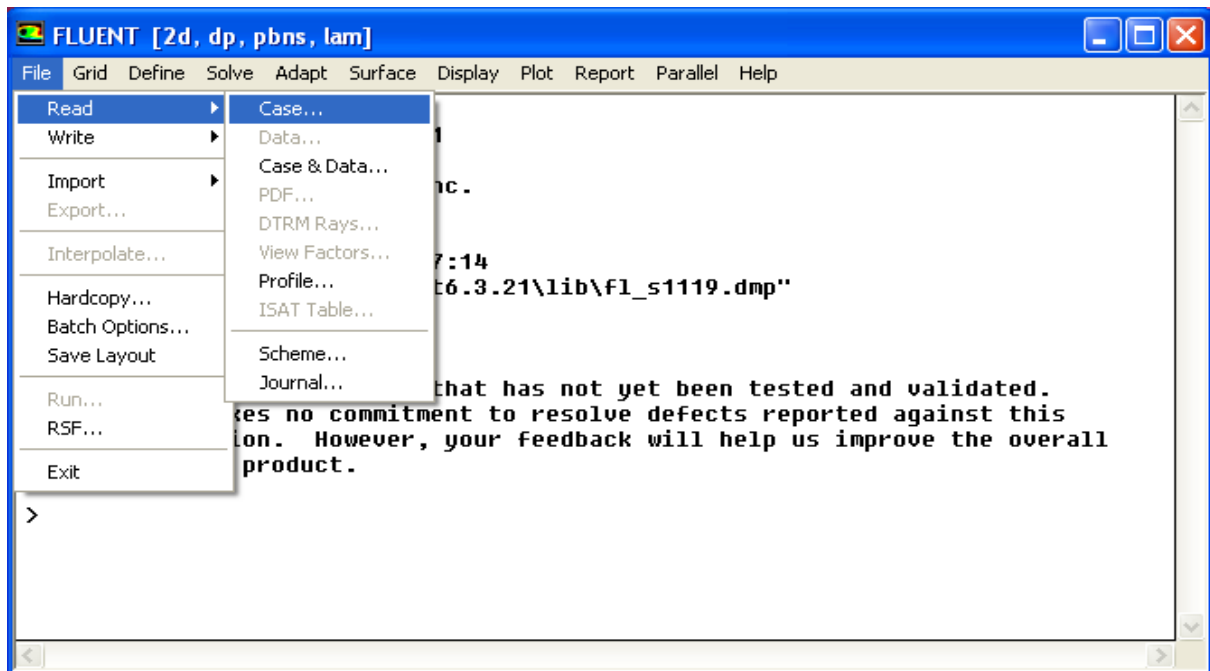 FLUENT [2d, dp, pbns, lam]
File Grid Define Solve Adapt Surface Display Plot Report Parallel Help
Read
Write
Import
Export...
Interpolate...
Hardcopy...
Batch Options...
Save Layout
Run...
RSF...
Exit
Case...
Data...
Case & Data...
PDF...
DTRM Rays...
View Factors...
Profile...
ISAT Table...
Scheme...
Journal...
1
nc.
7:14
t6.3.21\lib\fl_s1119.dmp"
that has not yet been tested and validated.
kes no commitment to resolve defects reported against this
ion. However, your feedback will help us improve the overall
product.
>